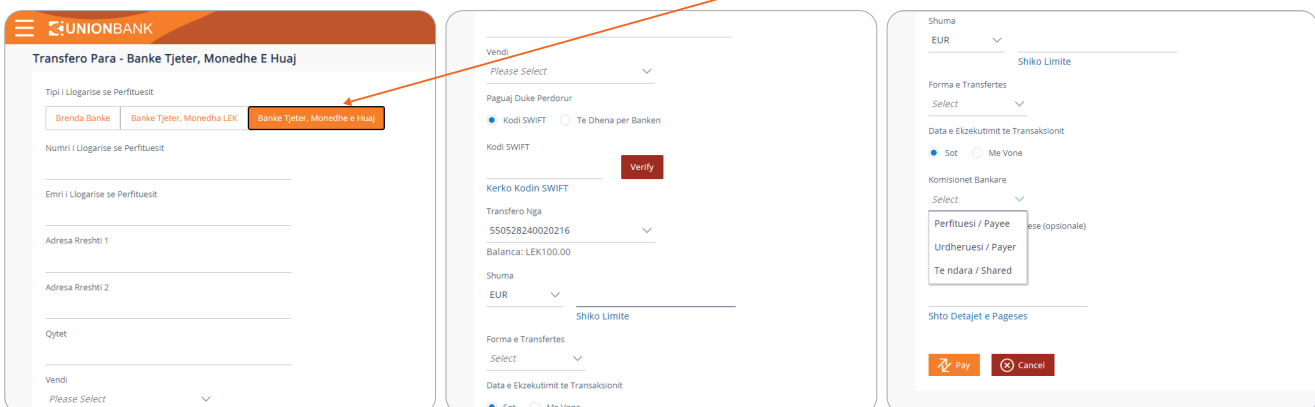 UNIONBANK
Transfero Para - Banke Tjeter, Monedhe E Huaj
Tipi i Llogarise se Perfituesit
Brenda Banke Banke Tjeter, Monedha LEK Banke Tjeter, Monedhe e Huaj
Numri i Llogarise se Perfituesit
Emri i Llogarise se Perfituesit
Adresa Rreshti 1
Adresa Rreshti 2
Qytet
Vendi
Please Select
Vendi
Please Select
Paguaj Duke Perdorur
Kodi SWIFT Te Dhena per Banken
Kodi SWIFT
Verify
Kerko Kodin SWIFT
Transfero Nga
550528240020216
Balanca: LEK100.00
Shuma
EUR
Shiko Limite
Forma e Transfertes
Select
Data e Ekzekutimit te Transaksionit
Sot Me Vone
Shuma
EUR
Shiko Limite
Forma e Transfertes
Select
Data e Ekzekutimit te Transaksionit
Sot Me Vone
Komisionet Bankare
Select
Perfituesi / Payee
(opsionale)
Urdheruesi / Payer
Te ndara / Shared
Shto Detajet e Pageses
Pay Cancel